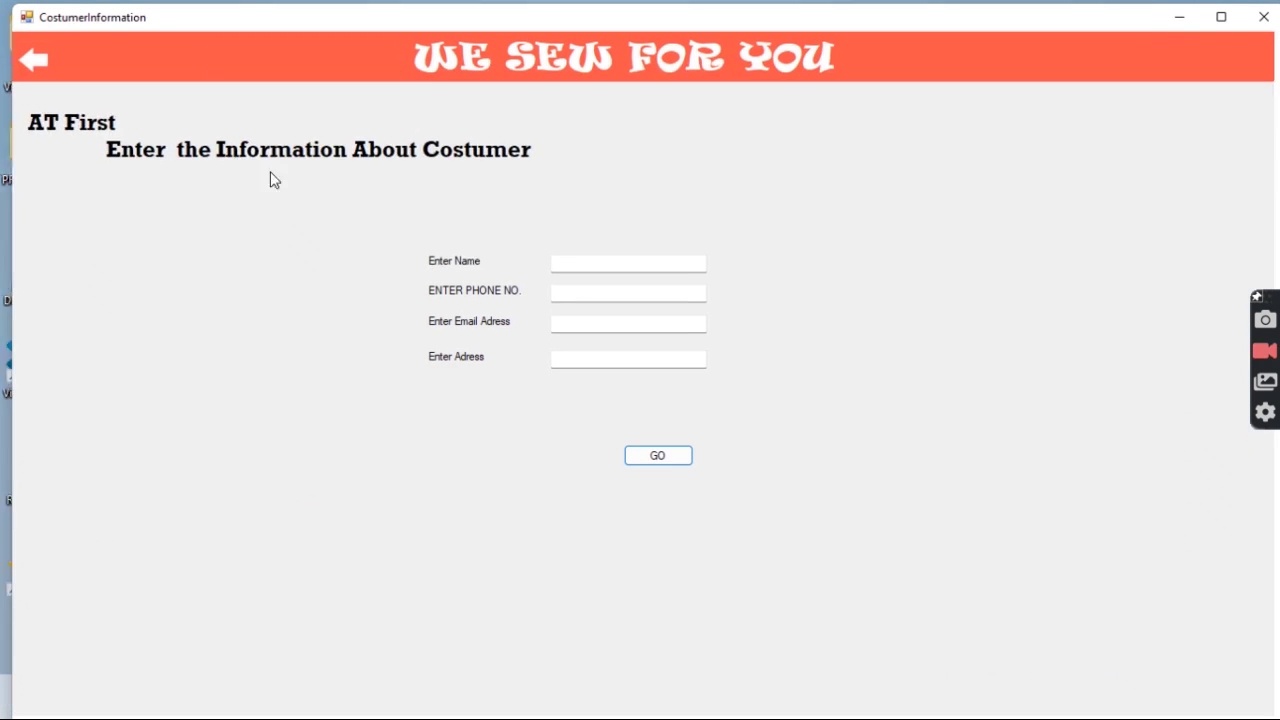 CostumerInformation
WE SEW FOR YOU
AT First
Enter the Information About Costumer
Enter Name
ENTER PHONE NO.
Enter Email Adress
Enter Adress
GO